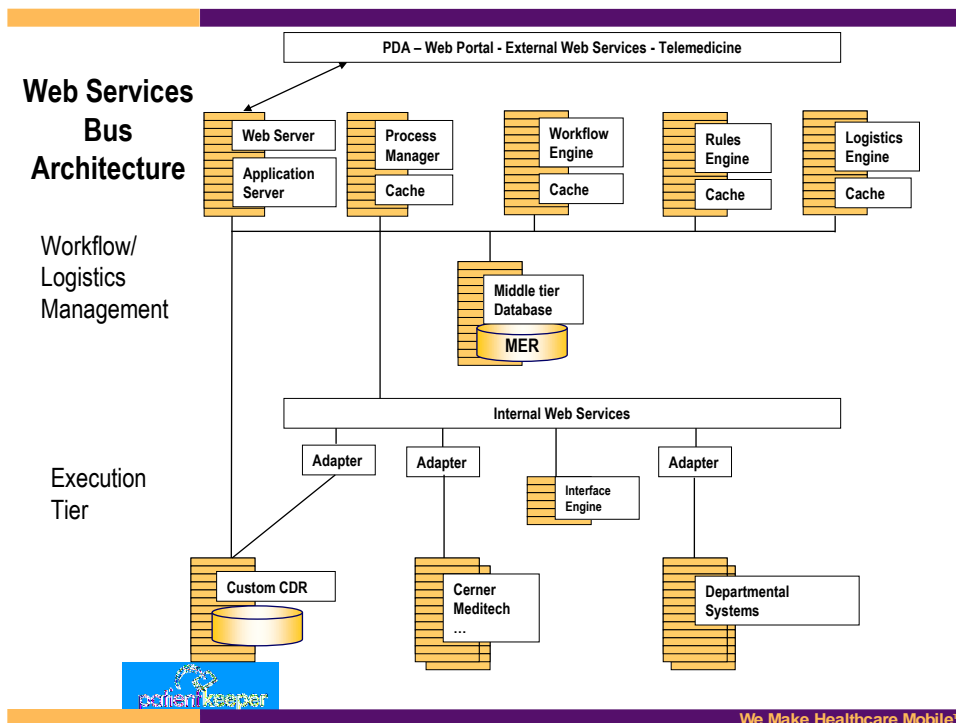 PDA – Web Portal - External Web Services - Telemedicine
Web Services
Bus
Architecture
Web Server
Application
Server
Process
Manager
Cache
Workflow
Engine
Cache
Rules
Engine
Cache
Logistics
Engine
Cache
Workflow/
Logistics
Management
Middle tier
Database
MER
Internal Web Services
Adapter
Adapter
Adapter
Interface
Engine
Execution
Tier
Custom CDR
Cerner
Meditech
…
Departmental
Systems
patientkeeper
We Make Healthcare Mobile